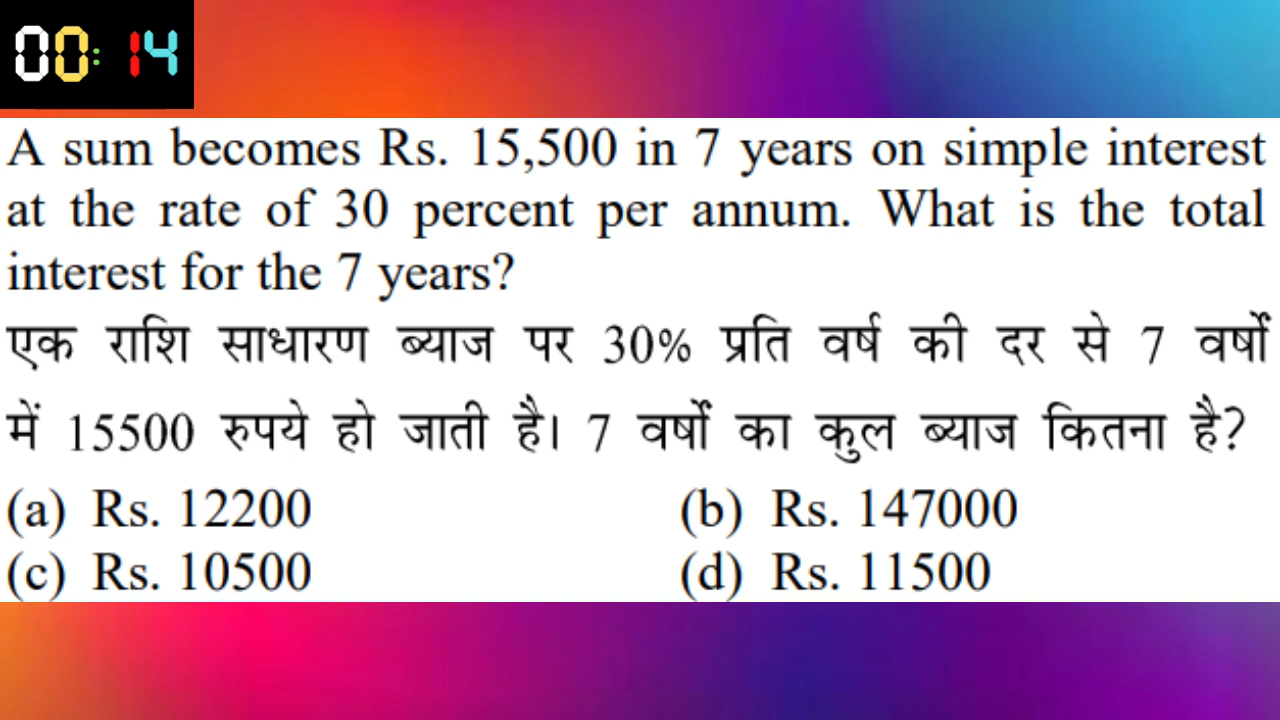 00: 14
A sum becomes Rs. 15,500 in 7 years on simple interest
at the rate of 30 percent per annum. What is the total
interest for the 7 years?
एक राशि साधारण ब्याज पर 30% प्रति वर्ष की दर से 7 वर्षों
में 15500 रुपये हो जाती है। 7 वर्षों का कुल ब्याज कितना है?
(a) Rs. 12200 (b) Rs. 147000
(c) Rs. 10500 (d) Rs. 11500